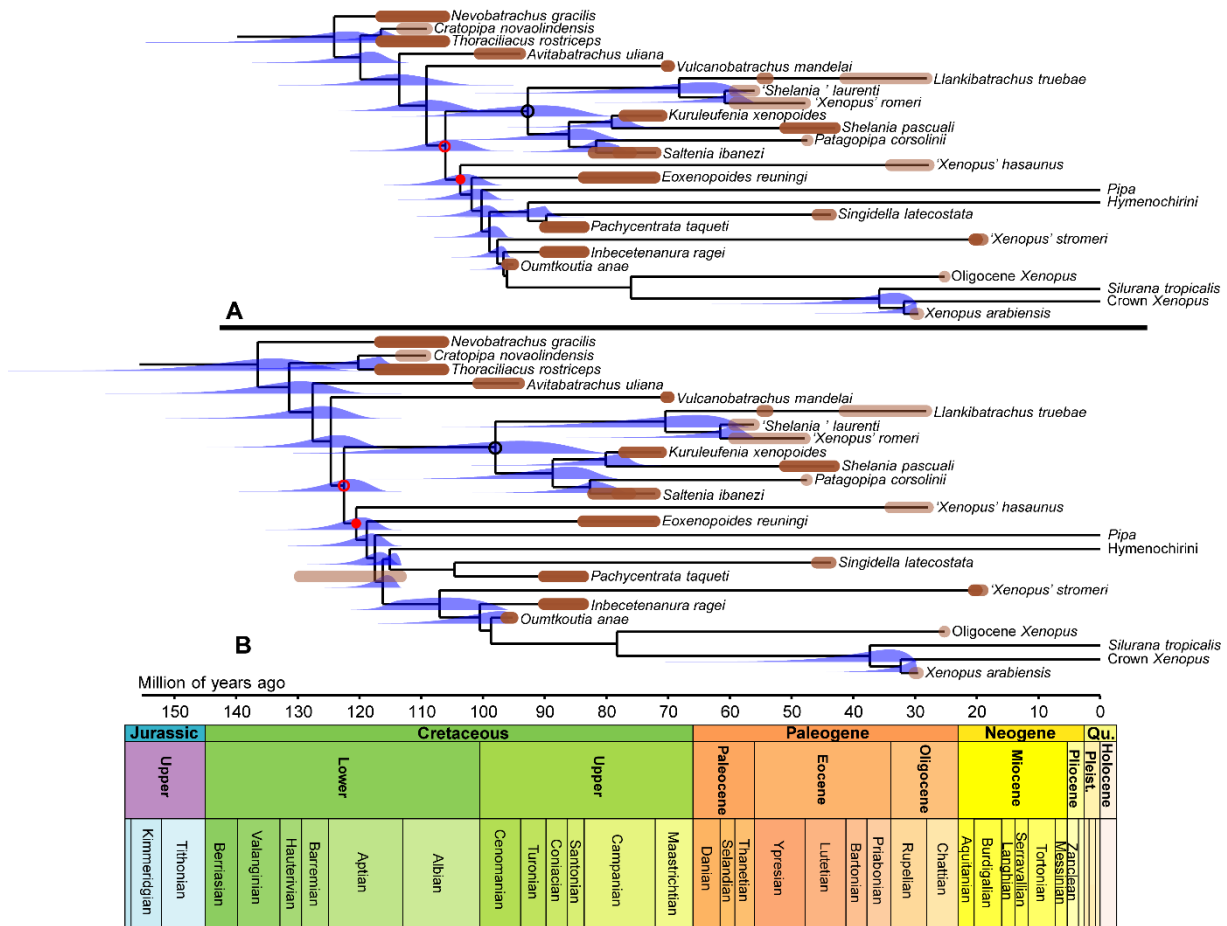 Nevobatrachus gracilis
Cratopipa novaolindensis
Thoraciliacus rostriceps
Avitabatrachus uliana
Vulcanobatrachus mandelai
Llankibatrachus truebae
'Shelania ' laurenti
'Xenopus' romeri
Kuruleufenia xenopoides
Shelania pascuali
Patagopipa corsolinii
Saltenia ibanezi
'Xenopus' hasaunus
Eoxenopoides reuningi
Pipa
Hymenochirini
Singidella latecostata
Pachycentrata taqueti
'Xenopus' stromeri
Inbecetenanura ragei
Oumtkoutia anae
Oligocene Xenopus
Silurana tropicalis
Crown Xenopus
Xenopus arabiensis
A
Nevobatrachus gracilis
Cratopipa novaolindensis
Thoraciliacus rostriceps
Avitabatrachus uliana
Vulcanobatrachus mandelai
Llankibatrachus truebae
'Shelania ' laurenti
'Xenopus' romeri
Kuruleufenia xenopoides
Shelania pascuali
Patagopipa corsolinii
Saltenia ibanezi
'Xenopus' hasaunus
Eoxenopoides reuningi
Pipa
Hymenochirini
Singidella latecostata
Pachycentrata taqueti
'Xenopus' stromeri
Inbecetenanura ragei
Oumtkoutia anae
Oligocene Xenopus
Silurana tropicalis
Crown Xenopus
Xenopus arabiensis
B
Million of years ago
150 140 130 120 110 100 90 80 70 60 50 40 30 20 10 0
Jurassic Cretaceous Paleogene Neogene Qu.
Upper Lower Upper Paleocene Eocene Oligocene Miocene Pliocene Pleist. Holocene
Kimmeridgian Tithonian Berriasian Valanginian Hauterivian Barremian Aptian Albian Cenomanian Turonian Coniacian Santonian Campanian Maastrichtian Danian Selandian Thanetian Ypresian Lutetian Bartonian Priabonian Rupelian Chattian Aquitanian Burdigalian Langhian Serravallian Tortonian Messinian Zanclean